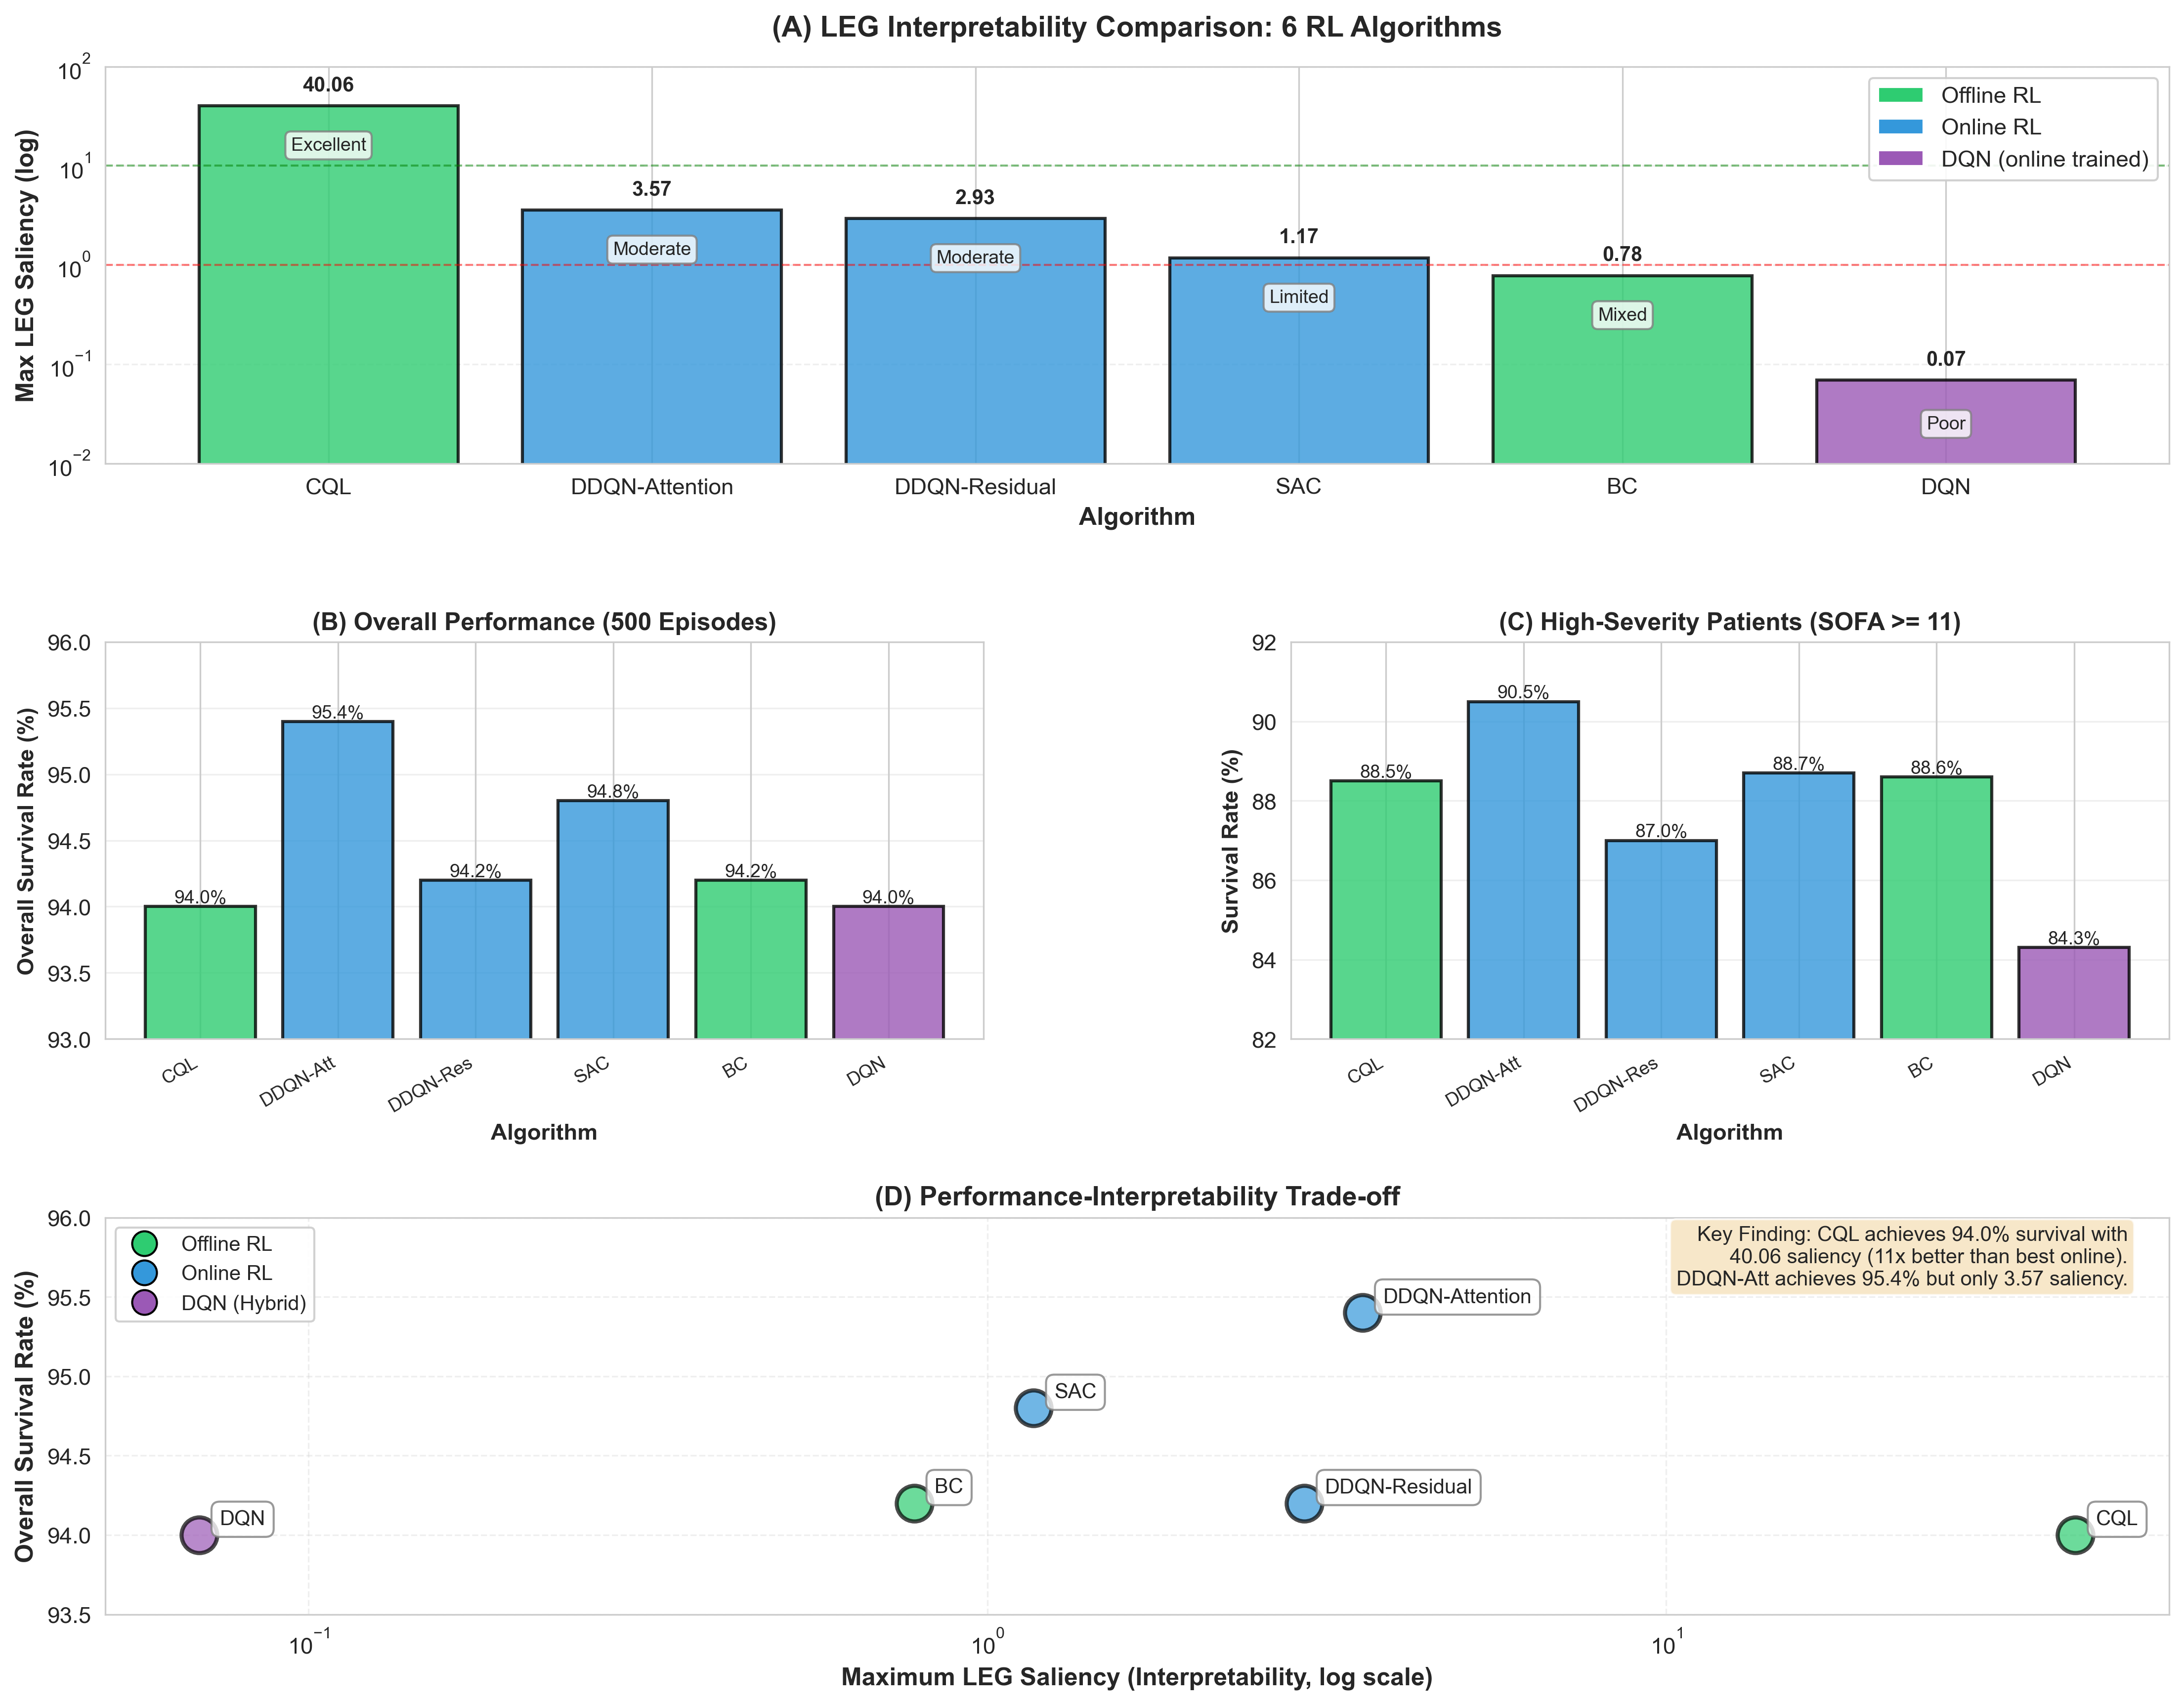 (A) LEG Interpretability Comparison: 6 RL Algorithms
Max LEG Saliency (log)
10^2
10^1
10^0
10^−1
10^−2
40.06
Excellent
3.57
Moderate
2.93
Moderate
1.17
Limited
0.78
Mixed
0.07
Poor
Offline RL
Online RL
DQN (online trained)
CQL
DDQN-Attention
DDQN-Residual
SAC
BC
DQN
Algorithm
(B) Overall Performance (500 Episodes)
Overall Survival Rate (%)
96.0
95.5
95.0
94.5
94.0
93.5
93.0
94.0%
95.4%
94.2%
94.8%
94.2%
94.0%
CQL
DDQN-Att
DDQN-Res
SAC
BC
DQN
Algorithm
(C) High-Severity Patients (SOFA >= 11)
Survival Rate (%)
92
90
88
86
84
82
88.5%
90.5%
87.0%
88.7%
88.6%
84.3%
CQL
DDQN-Att
DDQN-Res
SAC
BC
DQN
Algorithm
(D) Performance-Interpretability Trade-off
Overall Survival Rate (%)
96.0
95.5
95.0
94.5
94.0
93.5
Offline RL
Online RL
DQN (Hybrid)
Key Finding: CQL achieves 94.0% survival with
40.06 saliency (11x better than best online).
DDQN-Att achieves 95.4% but only 3.57 saliency.
DDQN-Attention
SAC
BC
DDQN-Residual
DQN
CQL
10^−1
10^0
10^1
Maximum LEG Saliency (Interpretability, log scale)